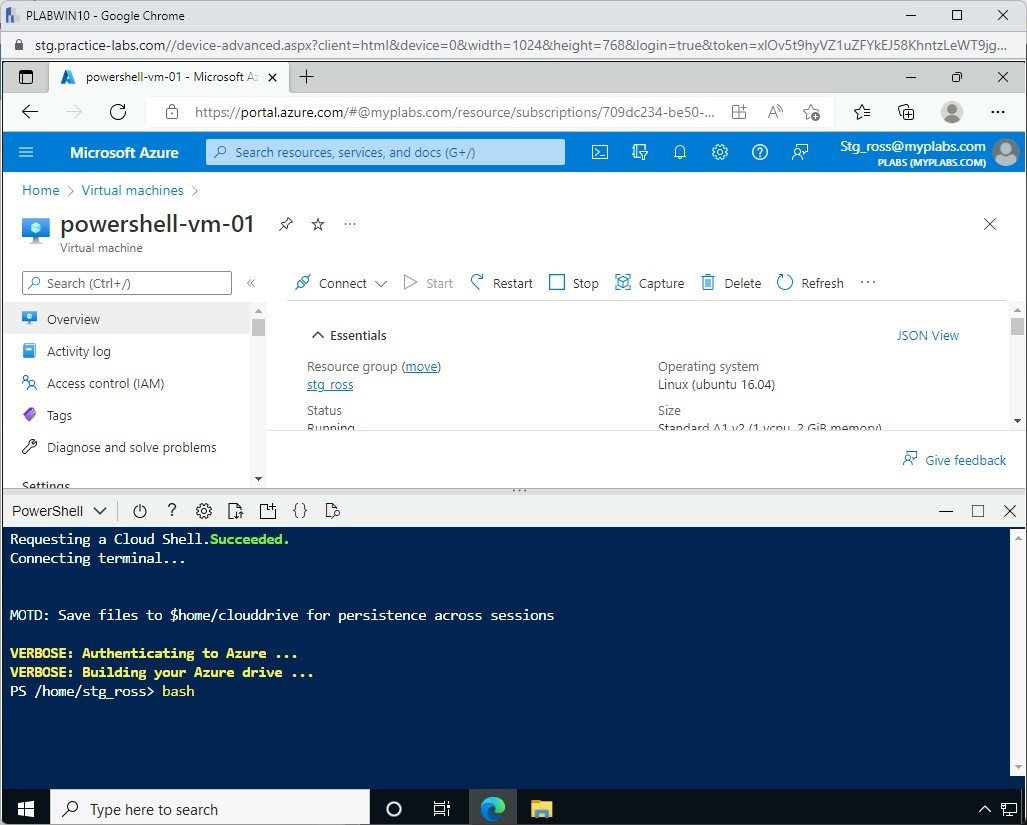 PLABWIN10 - Google Chrome
stg.practice-labs.com//device-advanced.aspx?client=html&device=0&width=1024&height=768&login=true&token=xlOv5t9hyVZ1uZFYkEJ58KhntzLeWT9jg...
powershell-vm-01 - Microsoft Az
https://portal.azure.com/#@myplabs.com/resource/subscriptions/709dc234-be50-...
Microsoft Azure
Search resources, services, and docs (G+/)
Stg_ross@myplabs.com
PLABS (MYPLABS.COM)
Home > Virtual machines >
powershell-vm-01
Virtual machine
Search (Ctrl+/)
Connect
Start
Restart
Stop
Capture
Delete
Refresh
Overview
Activity log
Access control (IAM)
Tags
Diagnose and solve problems
Settings
Essentials
JSON View
Resource group (move)
stg_ross
Status
Running
Operating system
Linux (ubuntu 16.04)
Size
Standard A1 v2 (1 vcpu, 2 GiB memory)
Give feedback
PowerShell
Requesting a Cloud Shell.Succeeded.
Connecting terminal...
MOTD: Save files to $home/clouddrive for persistence across sessions
VERBOSE: Authenticating to Azure ...
VERBOSE: Building your Azure drive ...
PS /home/stg_ross> bash
Type here to search